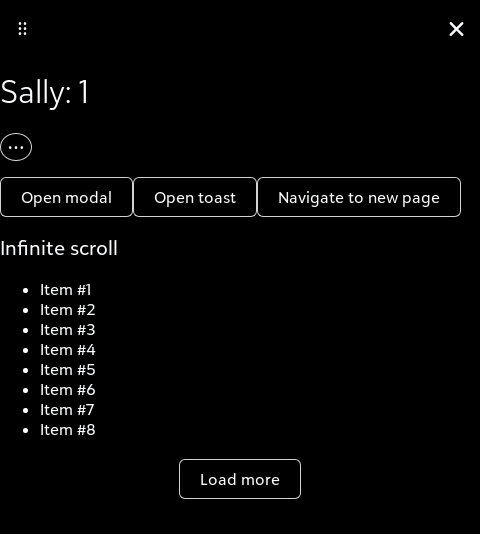 Sally: 1
Open modal
Open toast
Navigate to new page
Infinite scroll
Item #1
Item #2
Item #3
Item #4
Item #5
Item #6
Item #7
Item #8
Load more